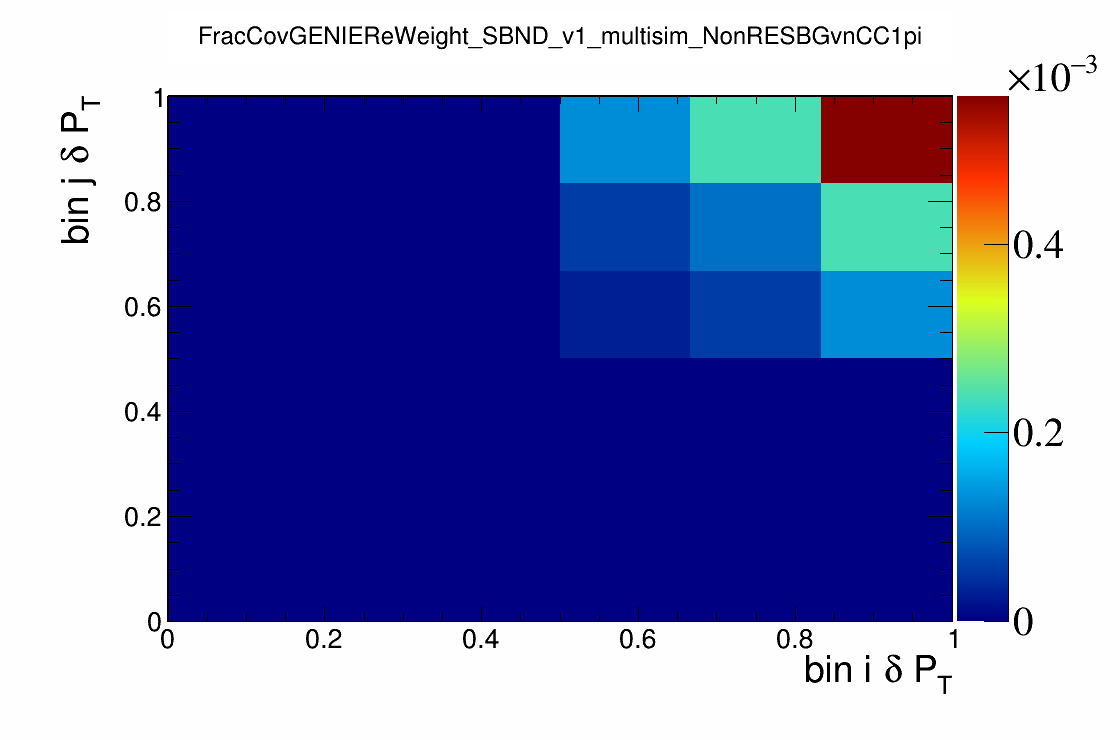 FracCovGENIEReWeight_SBND_v1_multisim_NonRESBGvnCC1pi
×10⁻³
bin j δ P_T
1
0.8
0.6
0.4
0.2
0
0 0.2 0.4 0.6 0.8 1
bin i δ P_T
0.4
0.2
0